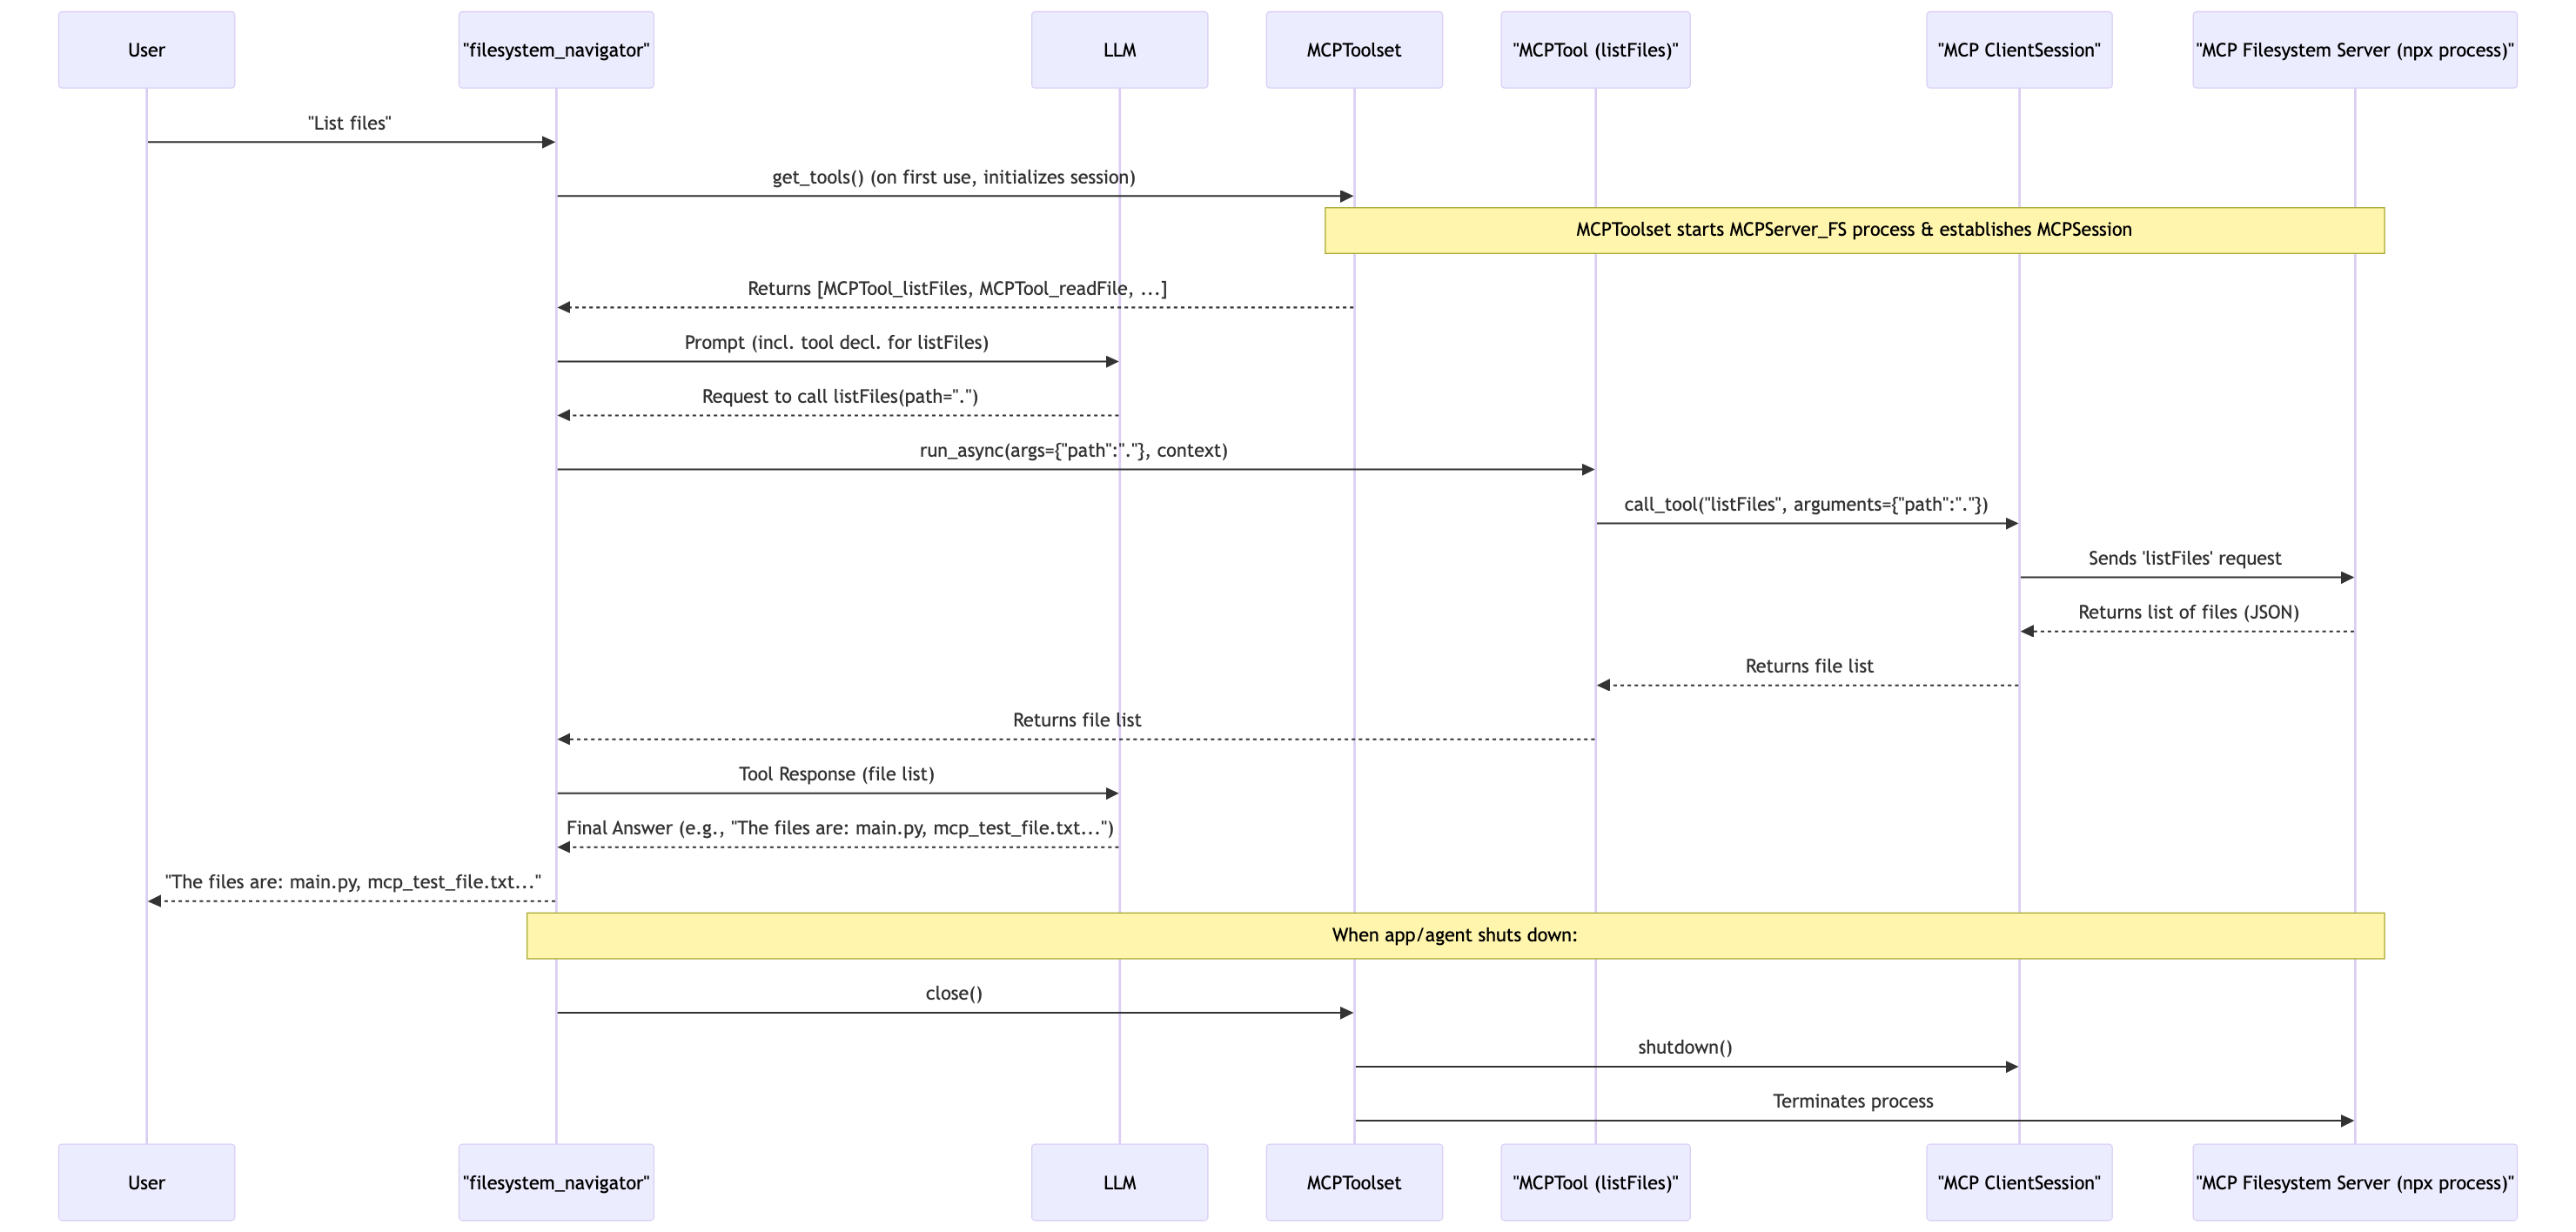 User
"filesystem_navigator"
LLM
MCPToolset
"MCPTool (listFiles)"
"MCP ClientSession"
"MCP Filesystem Server (npx process)"
"List files"
get_tools() (on first use, initializes session)
MCPToolset starts MCPServer_FS process & establishes MCPSession
Returns [MCPTool_listFiles, MCPTool_readFile, ...]
Prompt (incl. tool decl. for listFiles)
Request to call listFiles(path=".")
run_async(args={"path":"."}, context)
call_tool("listFiles", arguments={"path":"."})
Sends 'listFiles' request
Returns list of files (JSON)
Returns file list
Returns file list
Tool Response (file list)
Final Answer (e.g., "The files are: main.py, mcp_test_file.txt...")
"The files are: main.py, mcp_test_file.txt..."
When app/agent shuts down:
close()
shutdown()
Terminates process
User
"filesystem_navigator"
LLM
MCPToolset
"MCPTool (listFiles)"
"MCP ClientSession"
"MCP Filesystem Server (npx process)"